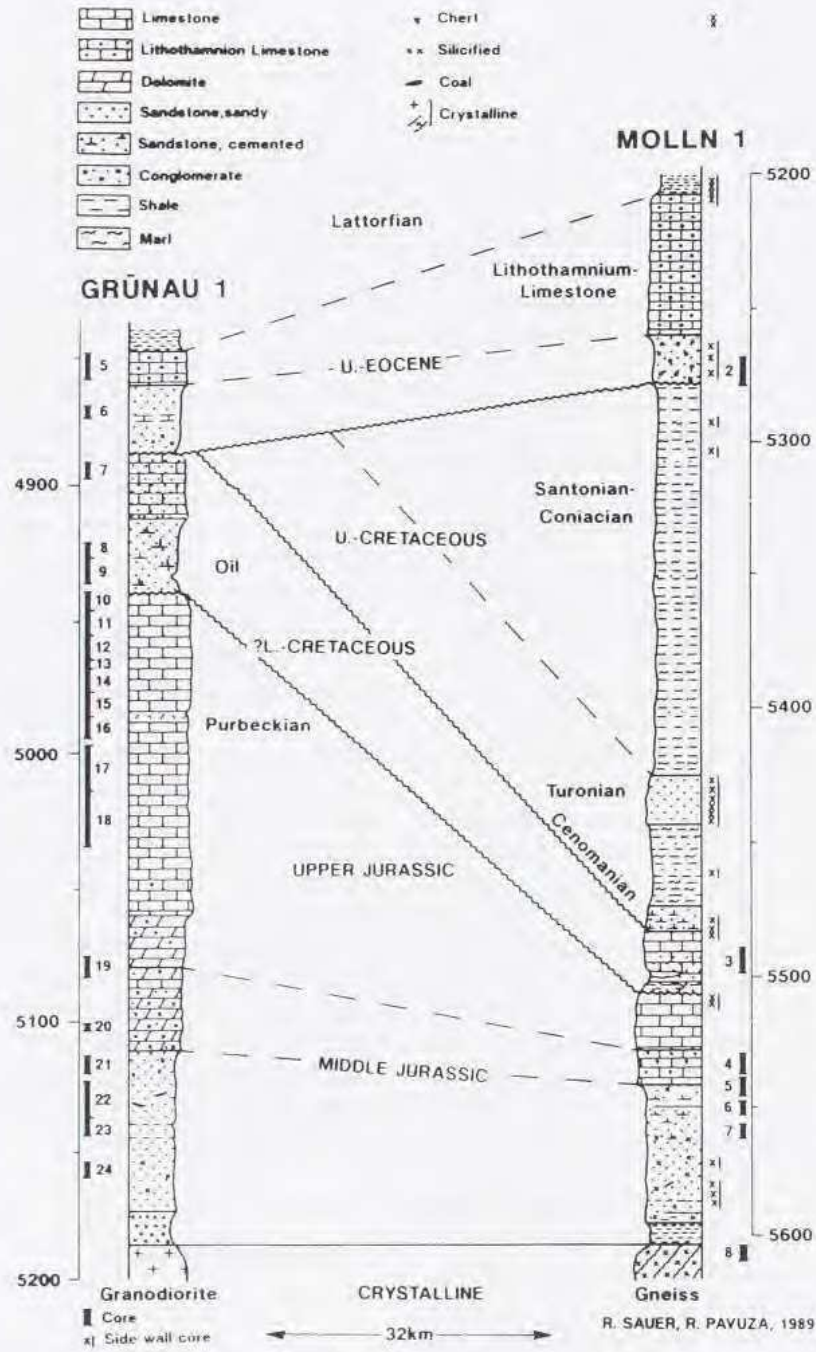 Limestone
Lithothamnion Limestone
Dolomite
Sandstone, sandy
Sandstone, cemented
Conglomerate
Shale
Marl
Chert
Silicified
Coal
Crystalline
MOLLN 1
GRÜNAU 1
Lattorfian
Lithothamnium-
Limestone
U.-EOCENE
Santonian-
Coniacian
U.-CRETACEOUS
Oil
?L.-CRETACEOUS
Purbeckian
Turonian
Cenomanian
UPPER JURASSIC
MIDDLE JURASSIC
4900
5000
5100
5200
5
6
7
8
9
10
11
12
13
14
15
16
17
18
19
20
21
22
23
24
5200
5300
5400
5500
5600
2
3
4
5
6
7
8
Granodiorite
CRYSTALLINE
Gneiss
Core
x| Side wall core
32km
R. SAUER, R. PAVUZA, 1989